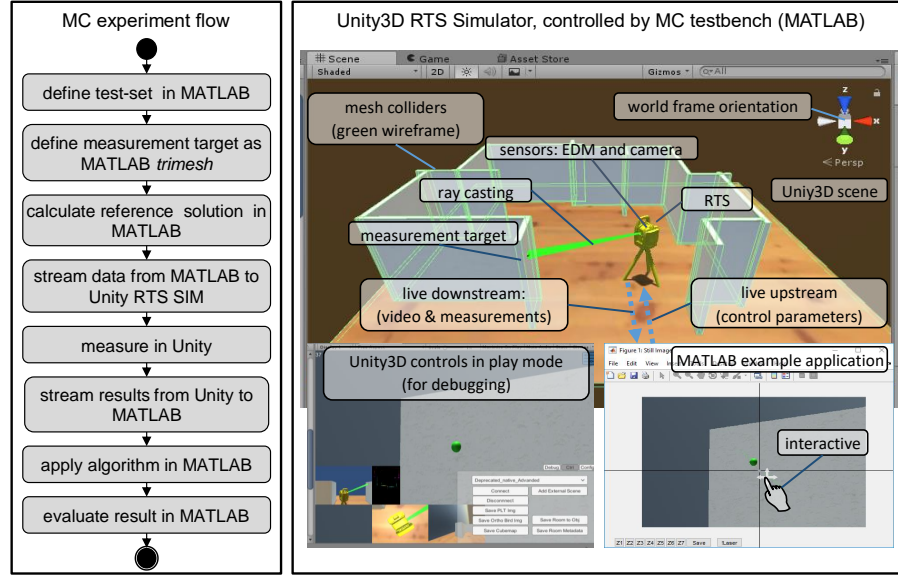 MC experiment flow
define test-set in MATLAB
define measurement target as
MATLAB trimesh
calculate reference solution in
MATLAB
stream data from MATLAB to
Unity RTS SIM
measure in Unity
stream results from Unity to
MATLAB
apply algorithm in MATLAB
evaluate result in MATLAB
Unity3D RTS Simulator, controlled by MC testbench (MATLAB)
Scene
Game
Asset Store
Shaded
2D
Gizmos
All
mesh colliders
(green wireframe)
world frame orientation
z
x
y
Persp
sensors: EDM and camera
ray casting
RTS
Uniy3D scene
measurement target
live downstream:
(video & measurements)
live upstream
(control parameters)
Unity3D controls in play mode
(for debugging)
Debug
Config
Deprecated_native_Advanded
Connect
Add External Scene
Disconnect
Save PLT Img
Save Ortho Bird Img
Save Room to Obj
Save Cubemap
Save Room Metadata
Figure 1: Still Imag
MATLAB example application
File Edit View
interactive
Z1 Z2 Z3 Z4 Z5 Z6 Z7 Save !Laser